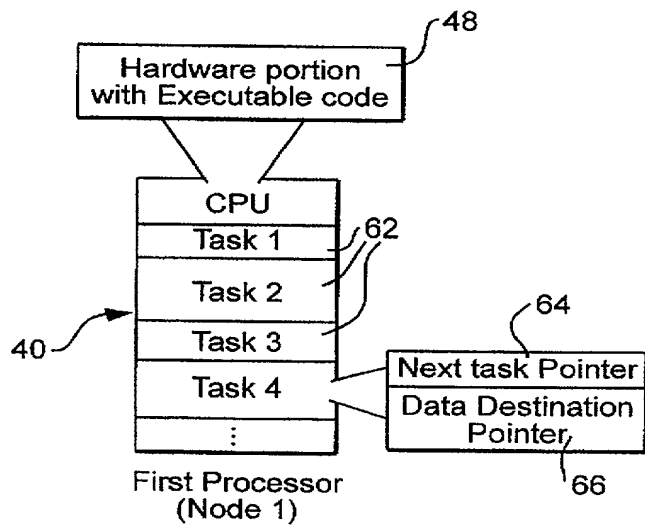 48
Hardware portion
with Executable code
CPU
Task 1
62
Task 2
Task 3
40
Task 4
⋮
64
Next task Pointer
Data Destination
Pointer
66
First Processor
(Node 1)